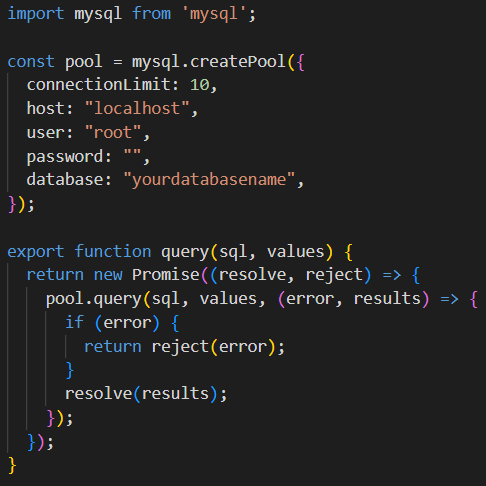 import mysql from 'mysql';
const pool = mysql.createPool({
connectionLimit: 10,
host: "localhost",
user: "root",
password: "",
database: "yourdatabasename",
});
export function query(sql, values) {
return new Promise((resolve, reject) => {
pool.query(sql, values, (error, results) => {
if (error) {
return reject(error);
}
resolve(results);
});
});
}